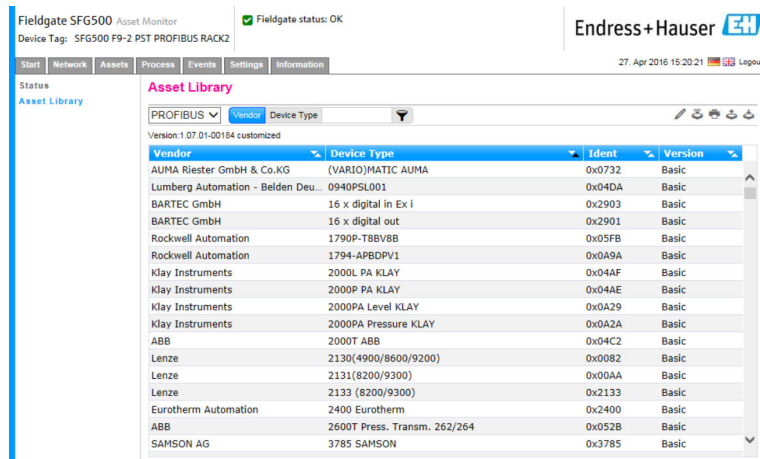 Fieldgate SFG500 Asset Monitor
Device Tag: SFG500 F9-2 PST PROFIBUS RACK2
Fieldgate status: OK
Endress+Hauser EH
Start Network Assets Process Events Settings Information
27. Apr 2016 15:20:21 Logou
Status
Asset Library
Asset Library
PROFIBUS Vendor Device Type
Version:1.07.01-00184 customized
Vendor Device Type Ident Version
AUMA Riester GmbH & Co.KG (VARIO)MATIC AUMA 0x0732 Basic
Lumberg Automation - Belden Deu... 0940PSL001 0x04DA Basic
BARTEC GmbH 16 x digital in Ex i 0x2903 Basic
BARTEC GmbH 16 x digital out 0x2901 Basic
Rockwell Automation 1790P-T8BV8B 0x05FB Basic
Rockwell Automation 1794-APBDPV1 0x0A9A Basic
Klay Instruments 2000L PA KLAY 0x04AF Basic
Klay Instruments 2000P PA KLAY 0x04AE Basic
Klay Instruments 2000PA Level KLAY 0x0A29 Basic
Klay Instruments 2000PA Pressure KLAY 0x0A2A Basic
ABB 2000T ABB 0x04C2 Basic
Lenze 2130(4900/8600/9200) 0x0082 Basic
Lenze 2131(8200/9300) 0x00AA Basic
Lenze 2133 (8200/9300) 0x2133 Basic
Eurotherm Automation 2400 Eurotherm 0x2400 Basic
ABB 2600T Press. Transm. 262/264 0x052B Basic
SAMSON AG 3785 SAMSON 0x3785 Basic